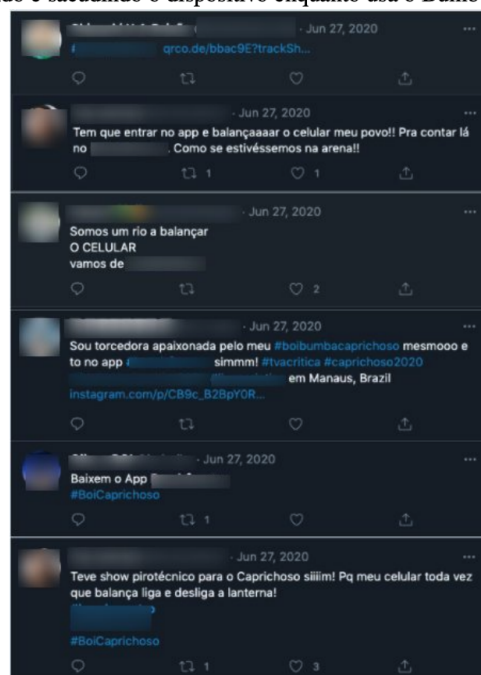 e sacudindo o dispositivo enquanto usa o
· Jun 27, 2020
qrco.de/bbac9E?trackSh...
· Jun 27, 2020
Tem que entrar no app e balançaaaar o celular meu povo!! Pra contar lá
no . Como se estivéssemos na arena!!
1 1
· Jun 27, 2020
Somos um rio a balançar
O CELULAR
vamos de
2
· Jun 27, 2020
Sou torcedora apaixonada pelo meu #boibumbacaprichoso mesmooo e
to no app simmm! #tvacritica #caprichoso2020
em Manaus, Brazil
instagram.com/p/CB9c_B2BpY0R...
· Jun 27, 2020
Baixem o App
#BoiCaprichoso
1
· Jun 27, 2020
Teve show pirotécnico para o Caprichoso siiim! Pq meu celular toda vez
que balança liga e desliga a lanterna!
#BoiCaprichoso
1 3